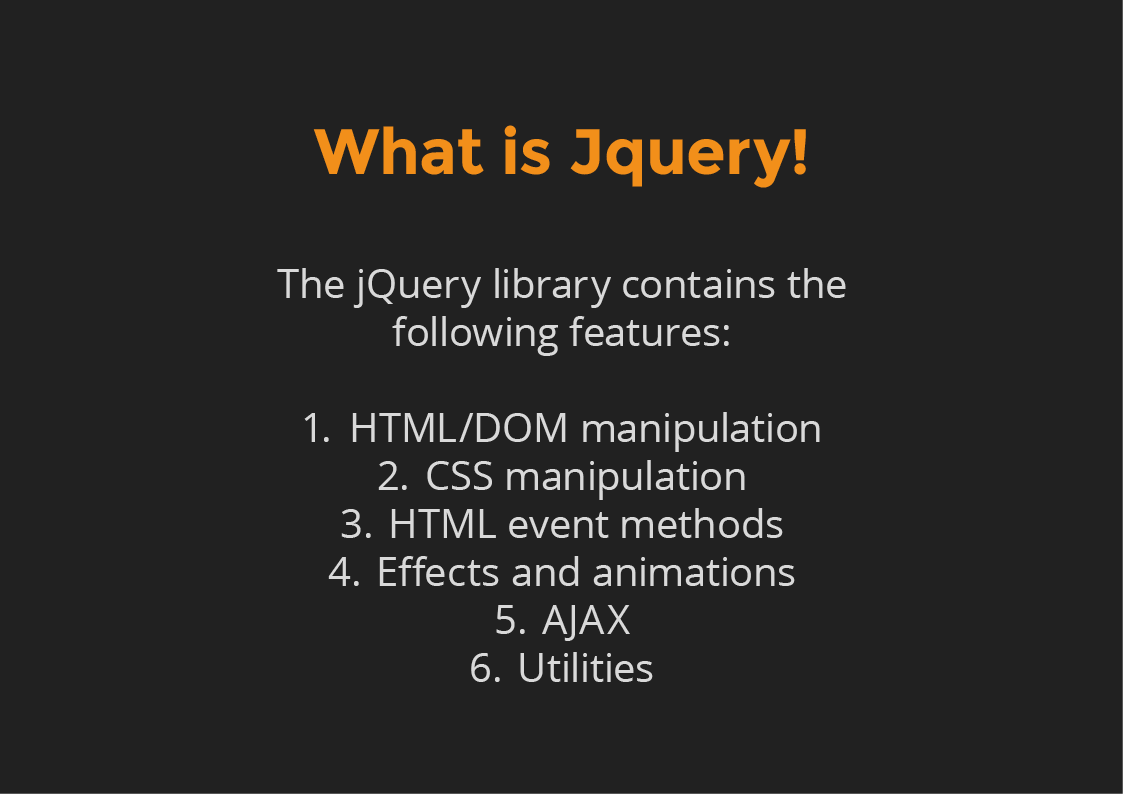 What is Jquery!
The jQuery library contains the
following features:
1. HTML/DOM manipulation
2. CSS manipulation
3. HTML event methods
4. Effects and animations
5. AJAX
6. Utilities